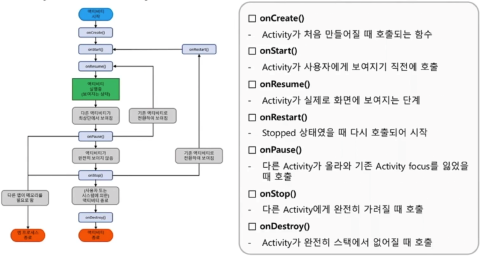 액티비티
시작
onCreate()
onStart()
onRestart()
onResume()
액티비티
실행중
(보여지는 상태)
다른 액티비티가
최상단에서 보여짐
기존 액티비티로
전환하여 보여짐
onPause()
액티비티가
완전히 보이지 않음
기존 액티비티로
전환하여 보여짐
onStop()
다른 앱이 메모리를
필요로 함
(사용자 또는
시스템에 의한)
액티비티 종료
onDestroy()
앱 프로세스
종료
액티비티
종료
□ onCreate()
- Activity가 처음 만들어질 때 호출되는 함수
□ onStart()
- Activity가 사용자에게 보여지기 직전에 호출
□ onResume()
- Activity가 실제로 화면에 보여지는 단계
□ onRestart()
- Stopped 상태였을 때 다시 호출되어 시작
□ onPause()
- 다른 Activity가 올라와 기존 Activity focus를 잃었을
때 호출
□ onStop()
- 다른 Activity에게 완전히 가려질 때 호출
□ onDestroy()
- Activity가 완전히 스택에서 없어질 때 호출